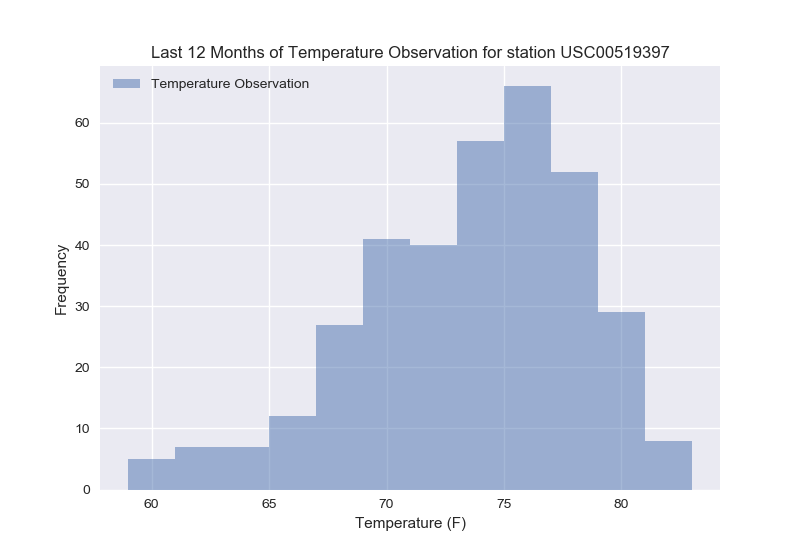 Last 12 Months of Temperature Observation for station USC00519397
Temperature Observation
60
50
40
30
20
10
0
Frequency
60 65 70 75 80
Temperature (F)